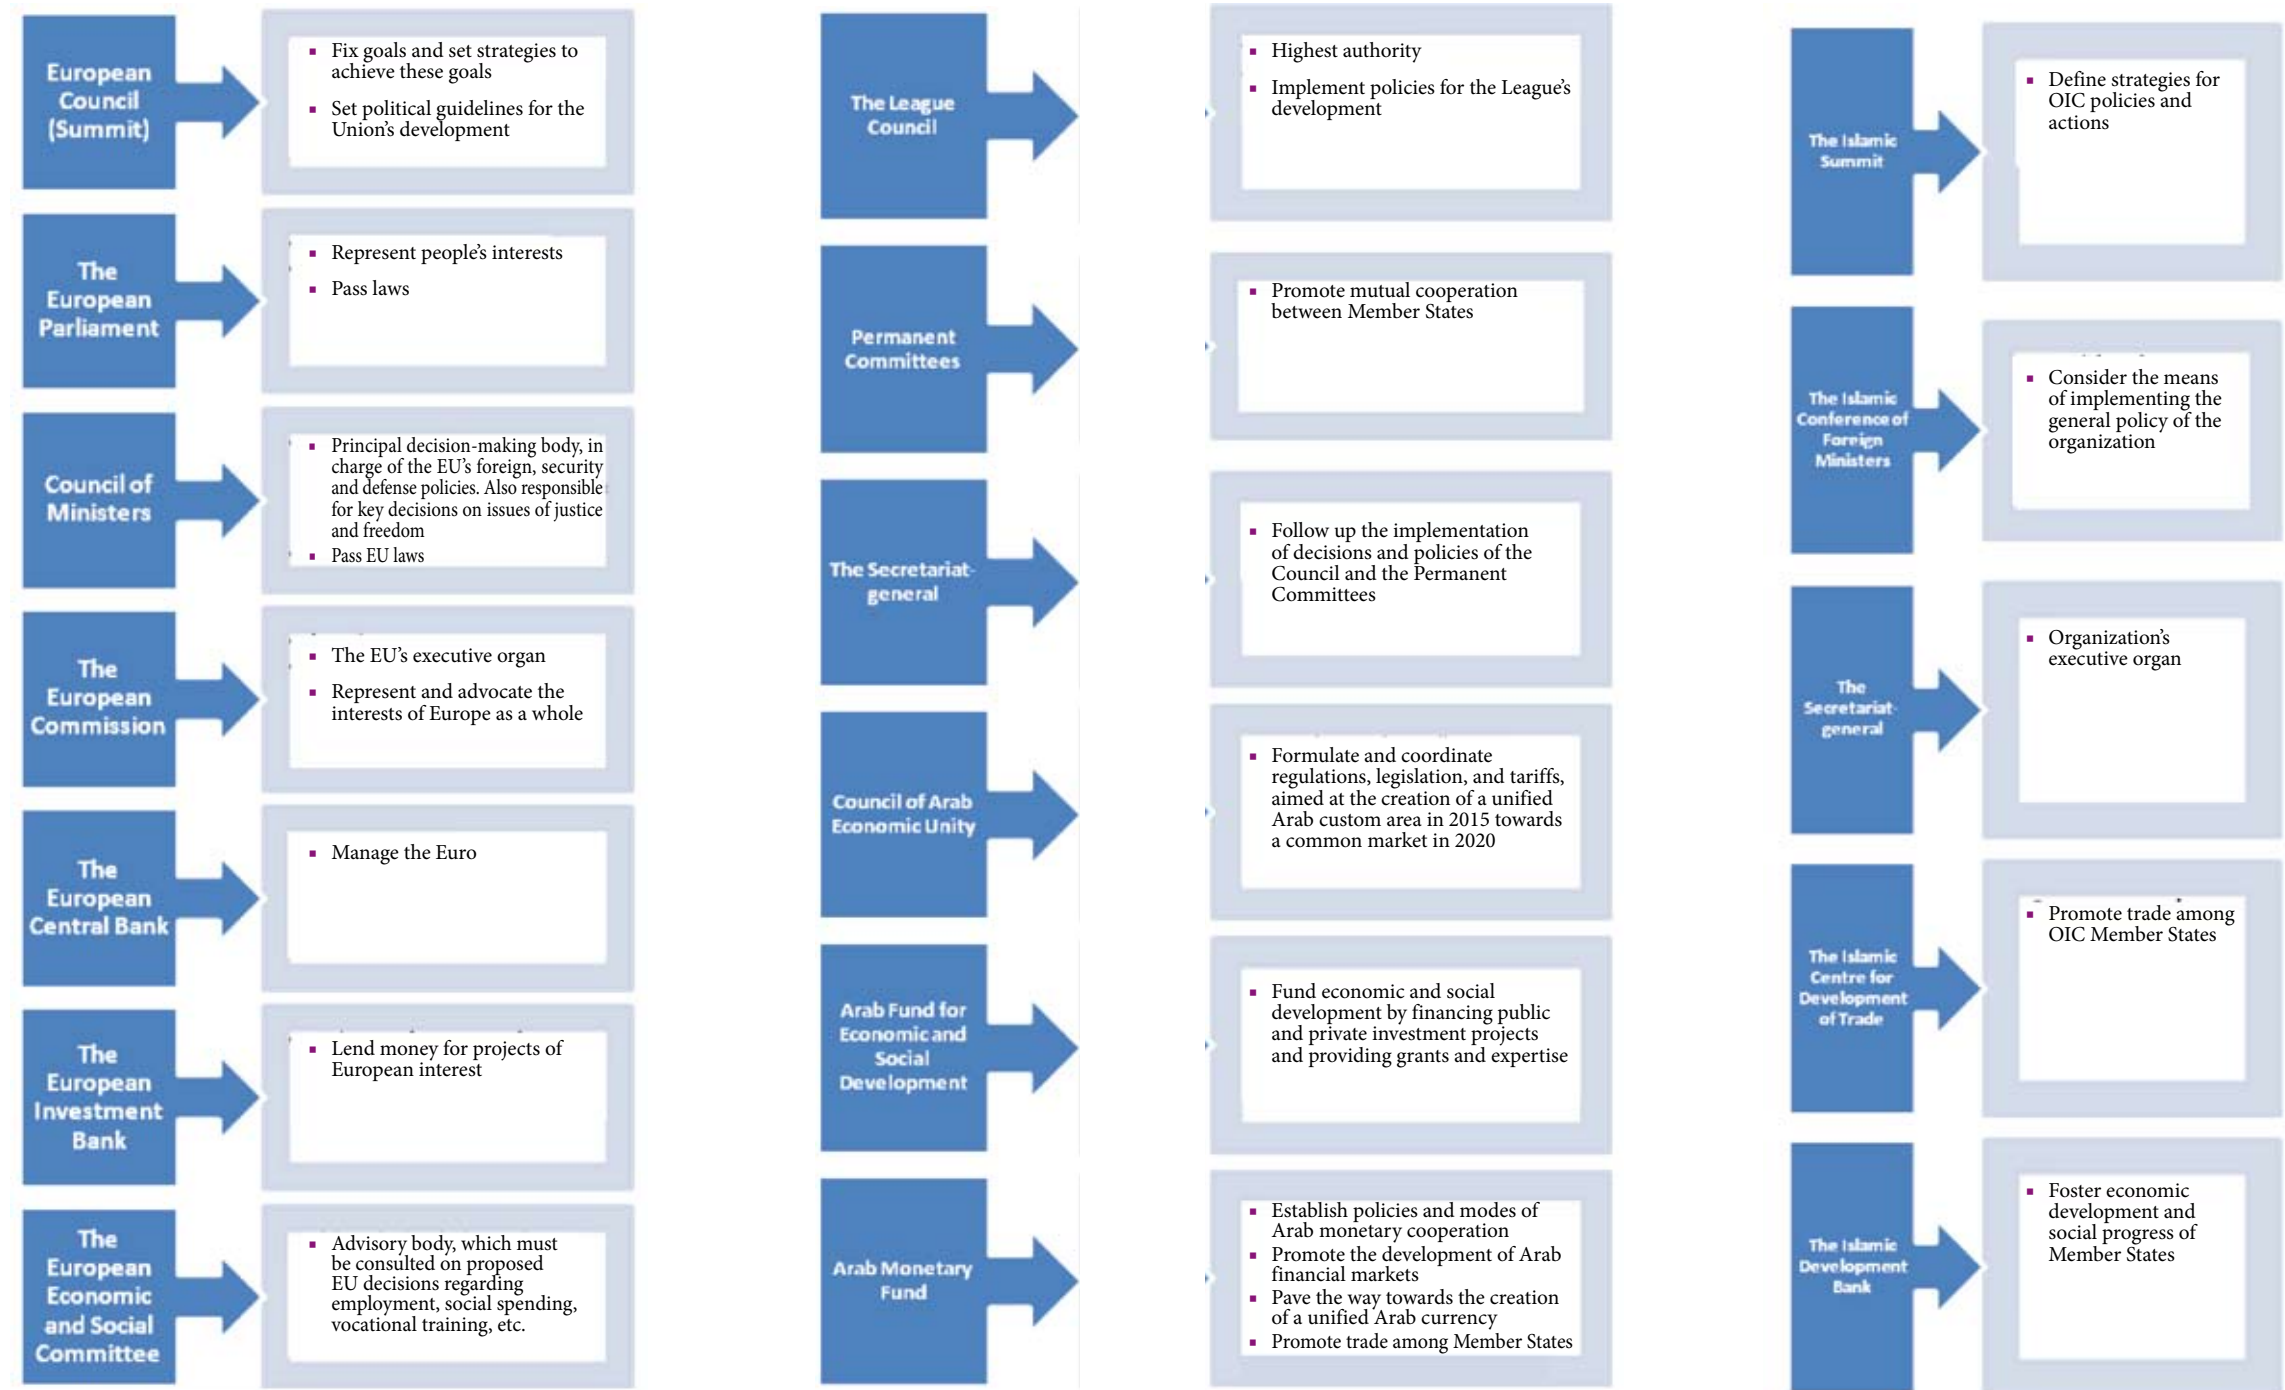 European
Council
(Summit)
▪ Fix goals and set strategies to
achieve these goals
▪ Set political guidelines for the
Union's development
The
European
Parliament
▪ Represent people's interests
▪ Pass laws
Council of
Ministers
▪ Principal decision-making body, in
charge of the EU's foreign, security
and defense policies. Also responsible
for key decisions on issues of justice
and freedom
▪ Pass EU laws
The
European
Commission
▪ The EU's executive organ
▪ Represent and advocate the
interests of Europe as a whole
The
European
Central Bank
▪ Manage the Euro
The
European
Investment
Bank
▪ Lend money for projects of
European interest
The
European
Economic
and Social
Committee
▪ Advisory body, which must
be consulted on proposed
EU decisions regarding
employment, social spending,
vocational training, etc.
The League
Council
▪ Highest authority
▪ Implement policies for the League's
development
Permanent
Committees
▪ Promote mutual cooperation
between Member States
The Secretariat-
general
▪ Follow up the implementation
of decisions and policies of the
Council and the Permanent
Committees
Council of Arab
Economic Unity
▪ Formulate and coordinate
regulations, legislation, and tariffs,
aimed at the creation of a unified
Arab custom area in 2015 towards
a common market in 2020
Arab Fund for
Economic and
Social
Development
▪ Fund economic and social
development by financing public
and private investment projects
and providing grants and expertise
Arab Monetary
Fund
▪ Establish policies and modes of
Arab monetary cooperation
▪ Promote the development of Arab
financial markets
▪ Pave the way towards the creation
of a unified Arab currency
▪ Promote trade among Member States
The Islamic
Summit
▪ Define strategies for
OIC policies and
actions
The Islamic
Conference of
Foreign
Ministers
▪ Consider the means
of implementing the
general policy of the
organization
The
Secretariat-
general
▪ Organization's
executive organ
The Islamic
Centre for
Development
of Trade
▪ Promote trade among
OIC Member States
The Islamic
Development
Bank
▪ Foster economic
development and
social progress of
Member States